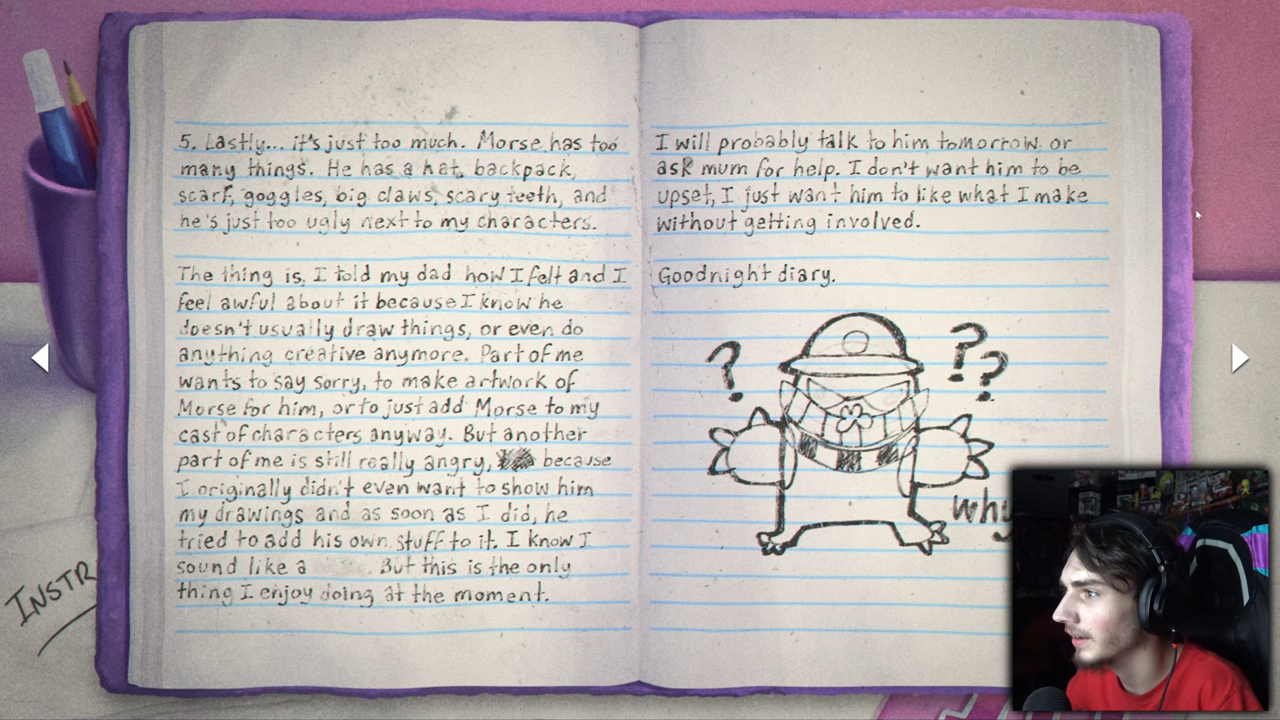 5. Lastly... it's just too much. Morse has too
many things. He has a hat, backpack,
scarf, goggles, big claws, scary teeth, and
he's just too ugly next to my characters.
The thing is, I told my dad how I felt and I
feel awful about it because I know he
doesn't usually draw things, or even do
anything creative anymore. Part of me
wants to say sorry, to make artwork of
Morse for him, or to just add Morse to my
cast of characters anyway. But another
part of me is still really angry, because
I originally didn't even want to show him
my drawings and as soon as I did, he
tried to add his own stuff to it. I know I
sound like a . But this is the only
thing I enjoy doing at the moment.
I will probably talk to him tomorrow or
ask mum for help. I don't want him to be
upset, I just want him to like what I make
without getting involved.
Goodnight diary.
? ??
why
INSTR